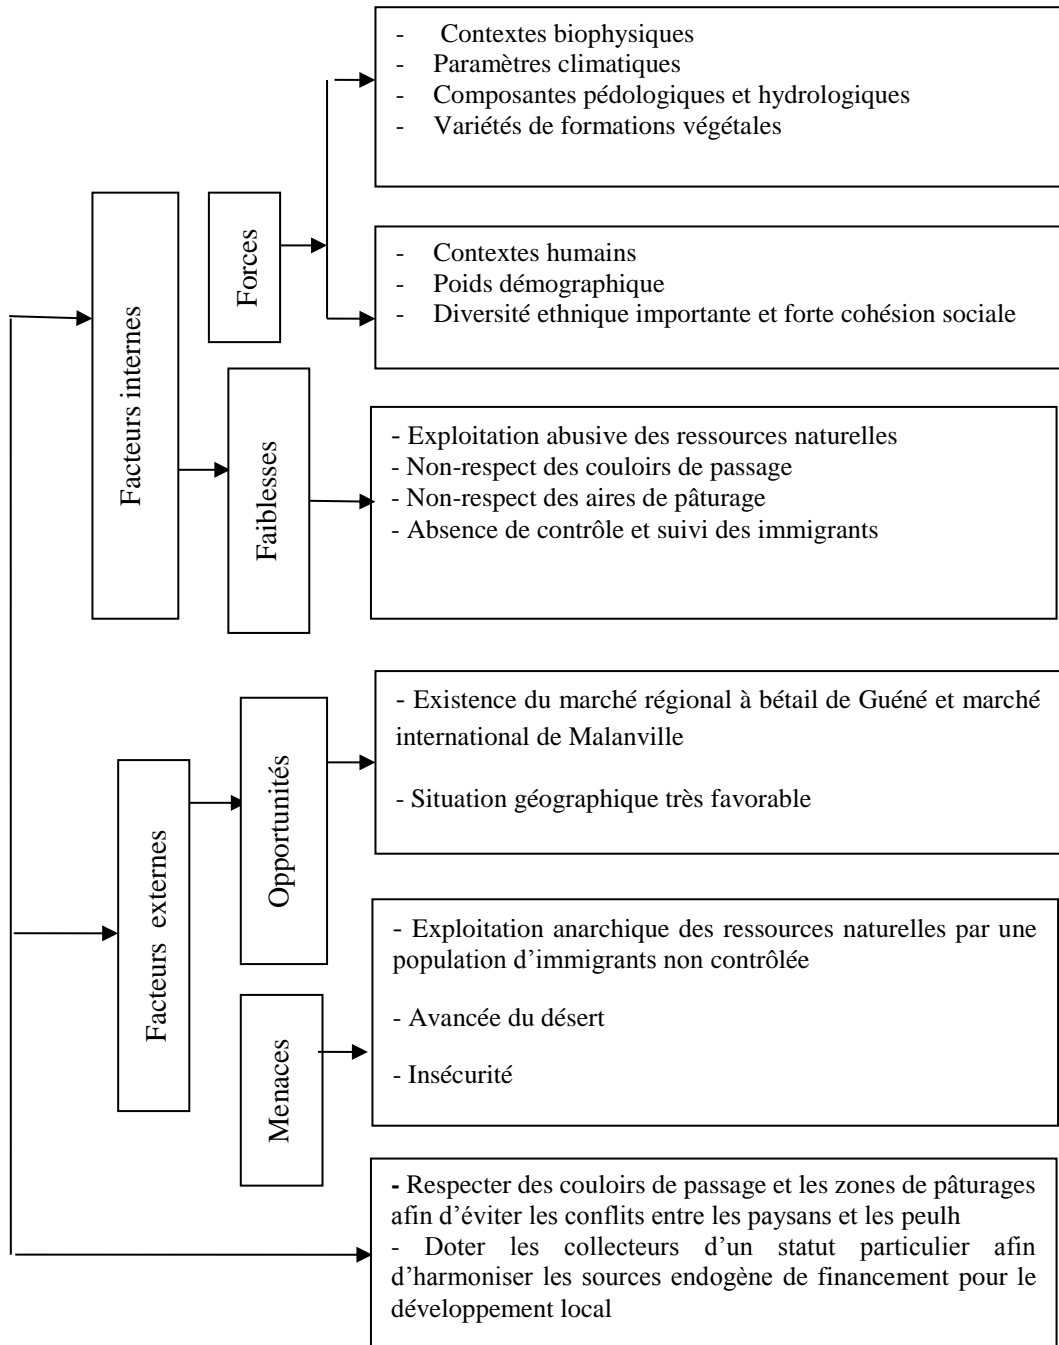 - Contextes biophysiques
- Paramètres climatiques
- Composantes pédologiques et hydrologiques
- Variétés de formations végétales
Facteurs internes
Forces
- Contextes humains
- Poids démographique
- Diversité ethnique importante et forte cohésion sociale
Faiblesses
- Exploitation abusive des ressources naturelles
- Non-respect des couloirs de passage
- Non-respect des aires de pâturage
- Absence de contrôle et suivi des immigrants
Facteurs externes
Opportunités
- Existence du marché régional à bétail de Guéné et marché
international de Malanville
- Situation géographique très favorable
Menaces
- Exploitation anarchique des ressources naturelles par une
population d’immigrants non contrôlée
- Avancée du désert
- Insécurité
- Respecter des couloirs de passage et les zones de pâturages
afin d’éviter les conflits entre les paysans et les peulh
- Doter les collecteurs d’un statut particulier afin
d’harmoniser les sources endogène de financement pour le
développement local